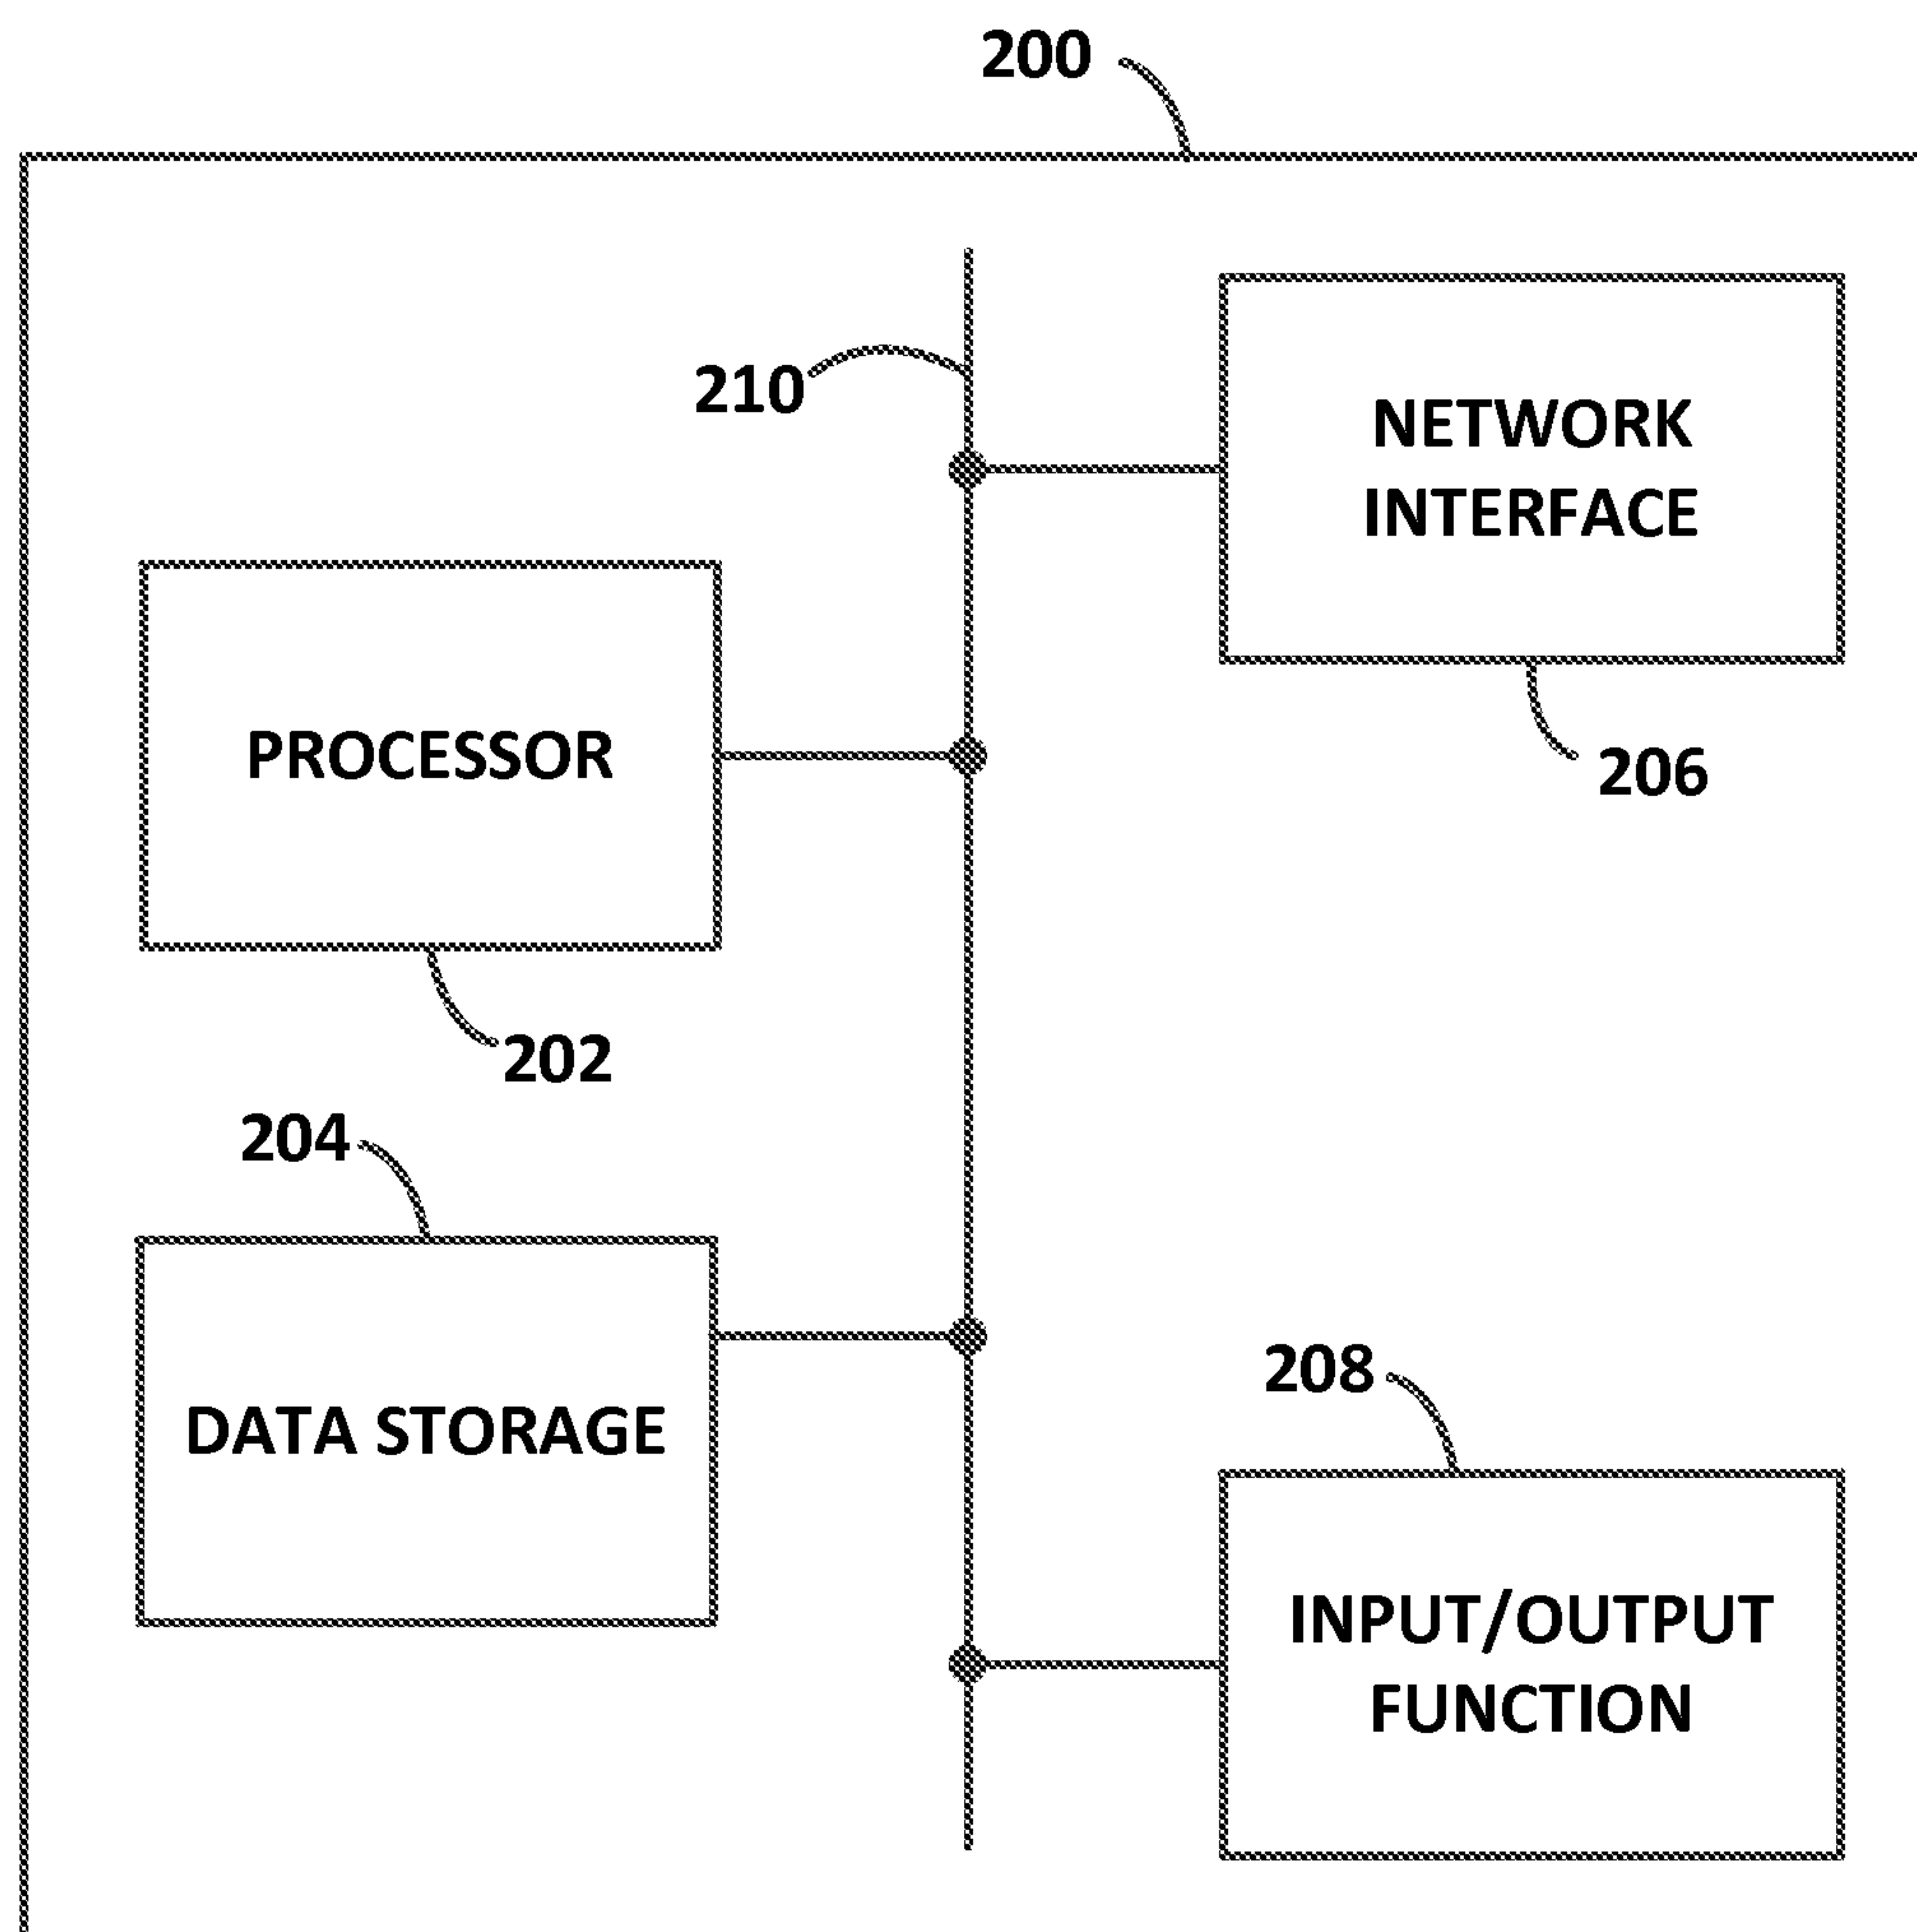 200
210
NETWORK
INTERFACE
PROCESSOR
206
202
204
208
DATA STORAGE
INPUT/OUTPUT
FUNCTION